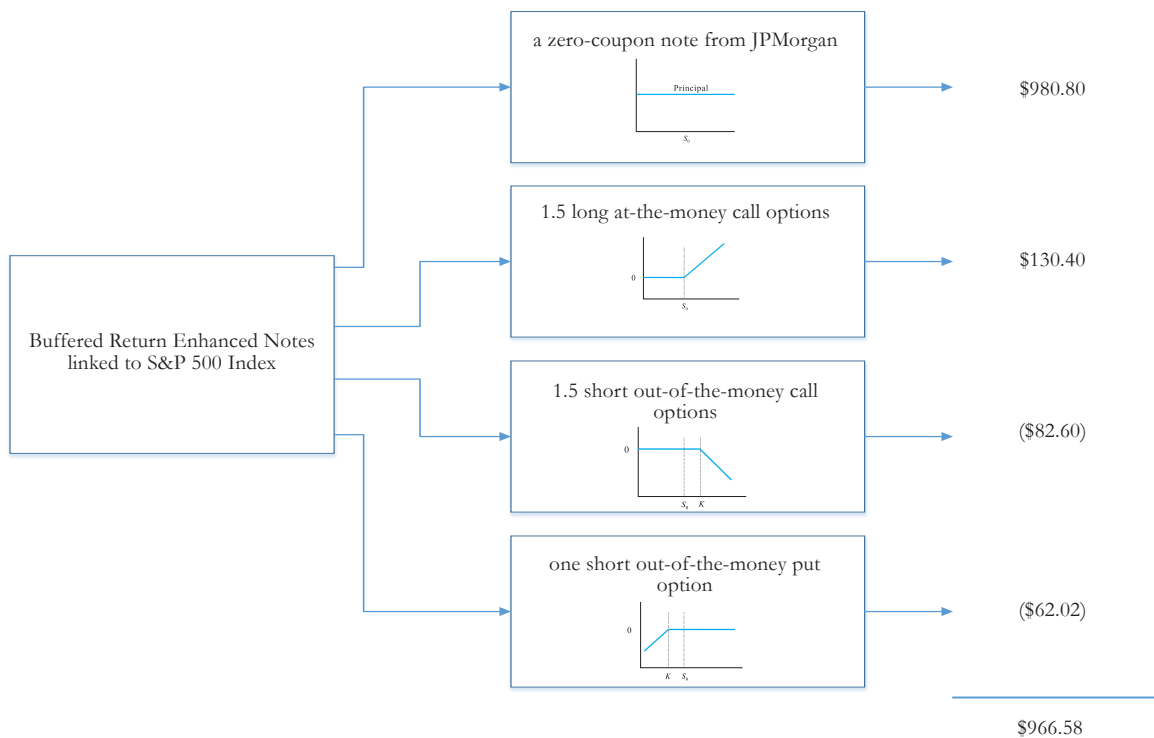 a zero-coupon note from JPMorgan
Principal
S0
$980.80
1.5 long at-the-money call options
0
S0
$130.40
Buffered Return Enhanced Notes
linked to S&P 500 Index
1.5 short out-of-the-money call
options
0
S0 K
($82.60)
one short out-of-the-money put
option
0
K S0
($62.02)
$966.58